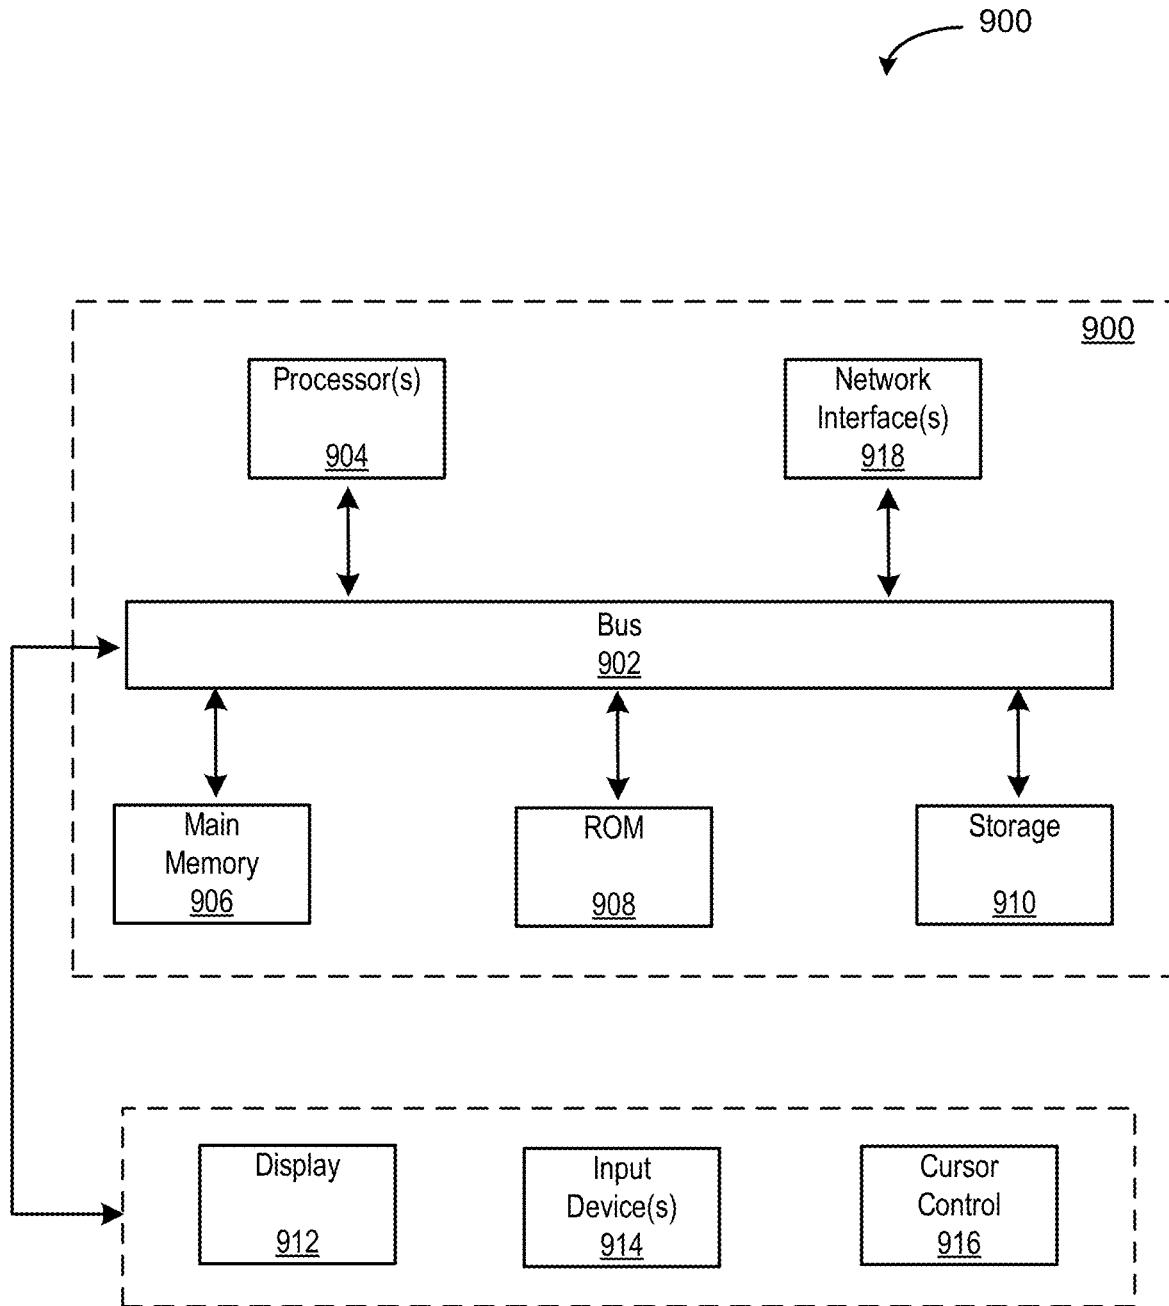 900
900
Processor(s)
904
Network
Interface(s)
918
Bus
902
Main
Memory
906
ROM
908
Storage
910
Display
912
Input
Device(s)
914
Cursor
Control
916